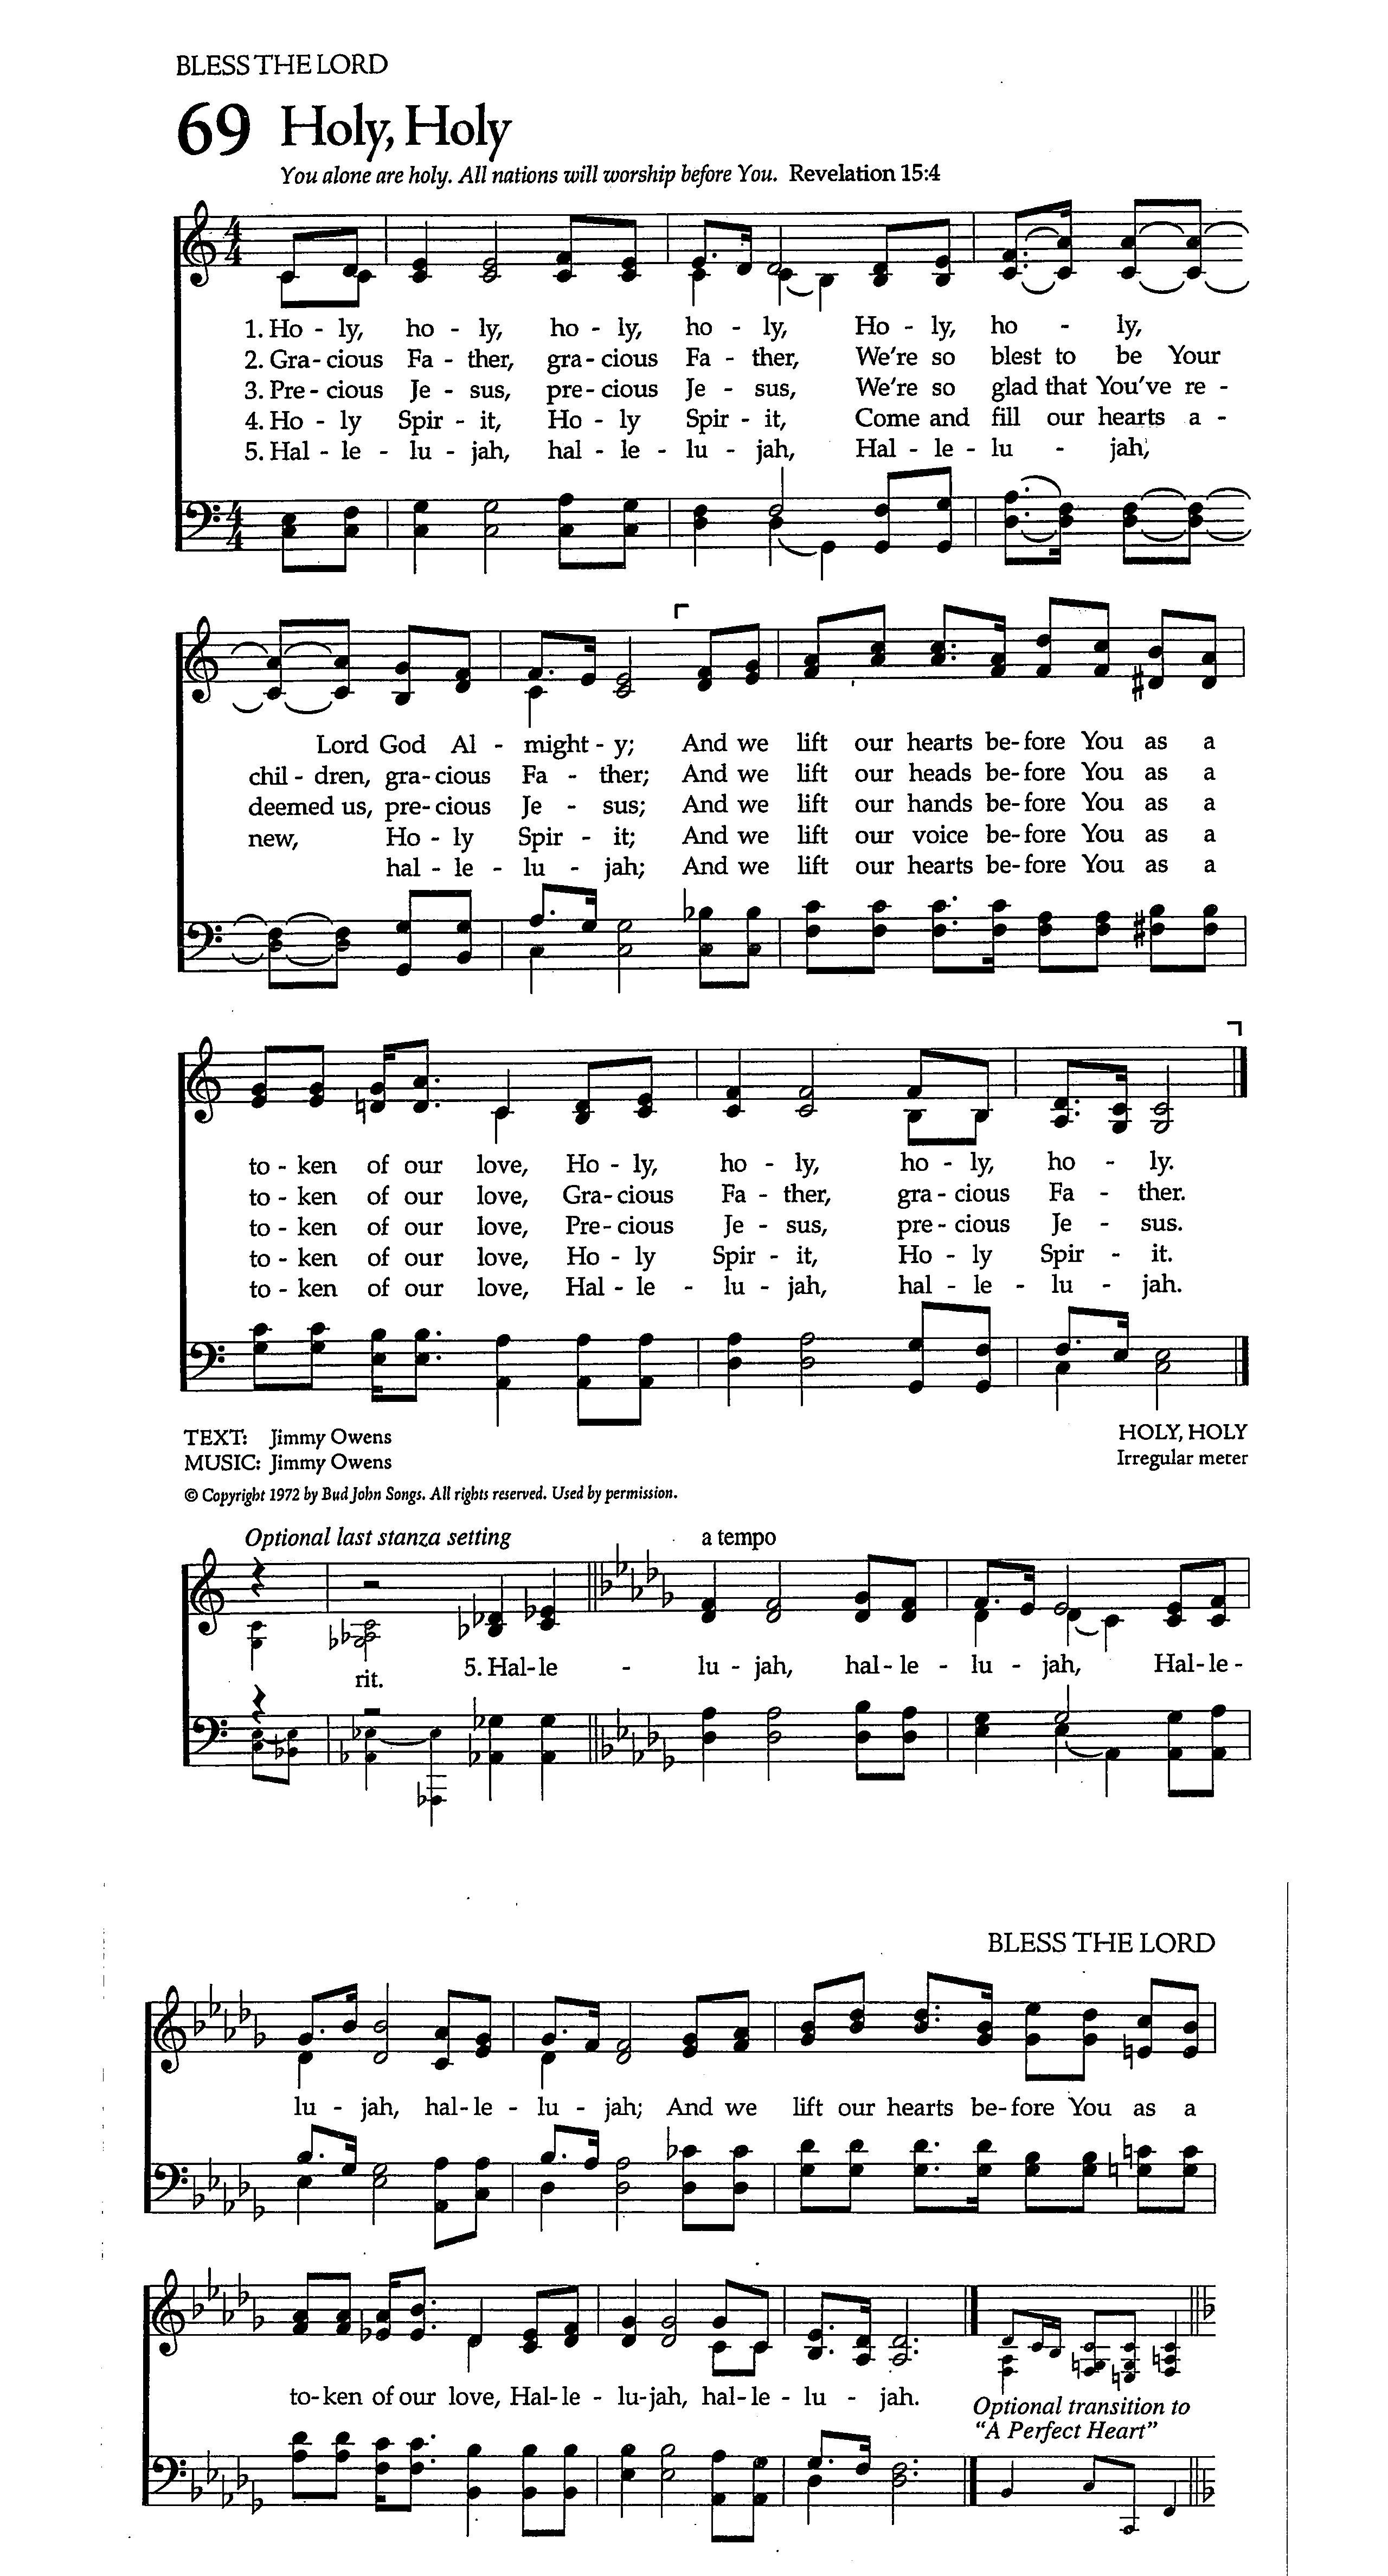 BLESS THE LORD
69 Holy, Holy
You alone are holy. All nations will worship before You. Revelation 15:4
1. Ho - ly, ho - ly, ho - ly, ho - ly, Ho - ly, ho - ly,
2. Gra - cious Fa - ther, gra - cious Fa - ther, We're so blest to be Your
3. Pre - cious Je - sus, pre - cious Je - sus, We're so glad that You've re -
4. Ho - ly Spir - it, Ho - ly Spir - it, Come and fill our hearts a -
5. Hal - le - lu - jah, hal - le - lu - jah, Hal - le - lu - jah,
Lord God Al - might - y; And we lift our hearts be - fore You as a
chil - dren, gra - cious Fa - ther; And we lift our heads be - fore You as a
deemed us, pre - cious Je - sus; And we lift our hands be - fore You as a
new, Ho - ly Spir - it; And we lift our voice be - fore You as a
hal - le - lu - jah; And we lift our hearts be - fore You as a
to - ken of our love, Ho - ly, ho - ly, ho - ly, ho - ly.
to - ken of our love, Gra - cious Fa - ther, gra - cious Fa - ther.
to - ken of our love, Pre - cious Je - sus, pre - cious Je - sus.
to - ken of our love, Ho - ly Spir - it, Ho - ly Spir - it.
to - ken of our love, Hal - le - lu - jah, hal - le - lu - jah.
TEXT: Jimmy Owens HOLY, HOLY
MUSIC: Jimmy Owens Irregular meter
© Copyright 1972 by Bud John Songs. All rights reserved. Used by permission.
Optional last stanza setting a tempo
rit. 5. Hal - le - lu - jah, hal - le - lu - jah, Hal - le -
BLESS THE LORD
lu - jah, hal - le - lu - jah; And we lift our hearts be - fore You as a
to - ken of our love, Hal - le - lu - jah, hal - le - lu - jah.
Optional transition to
"A Perfect Heart"